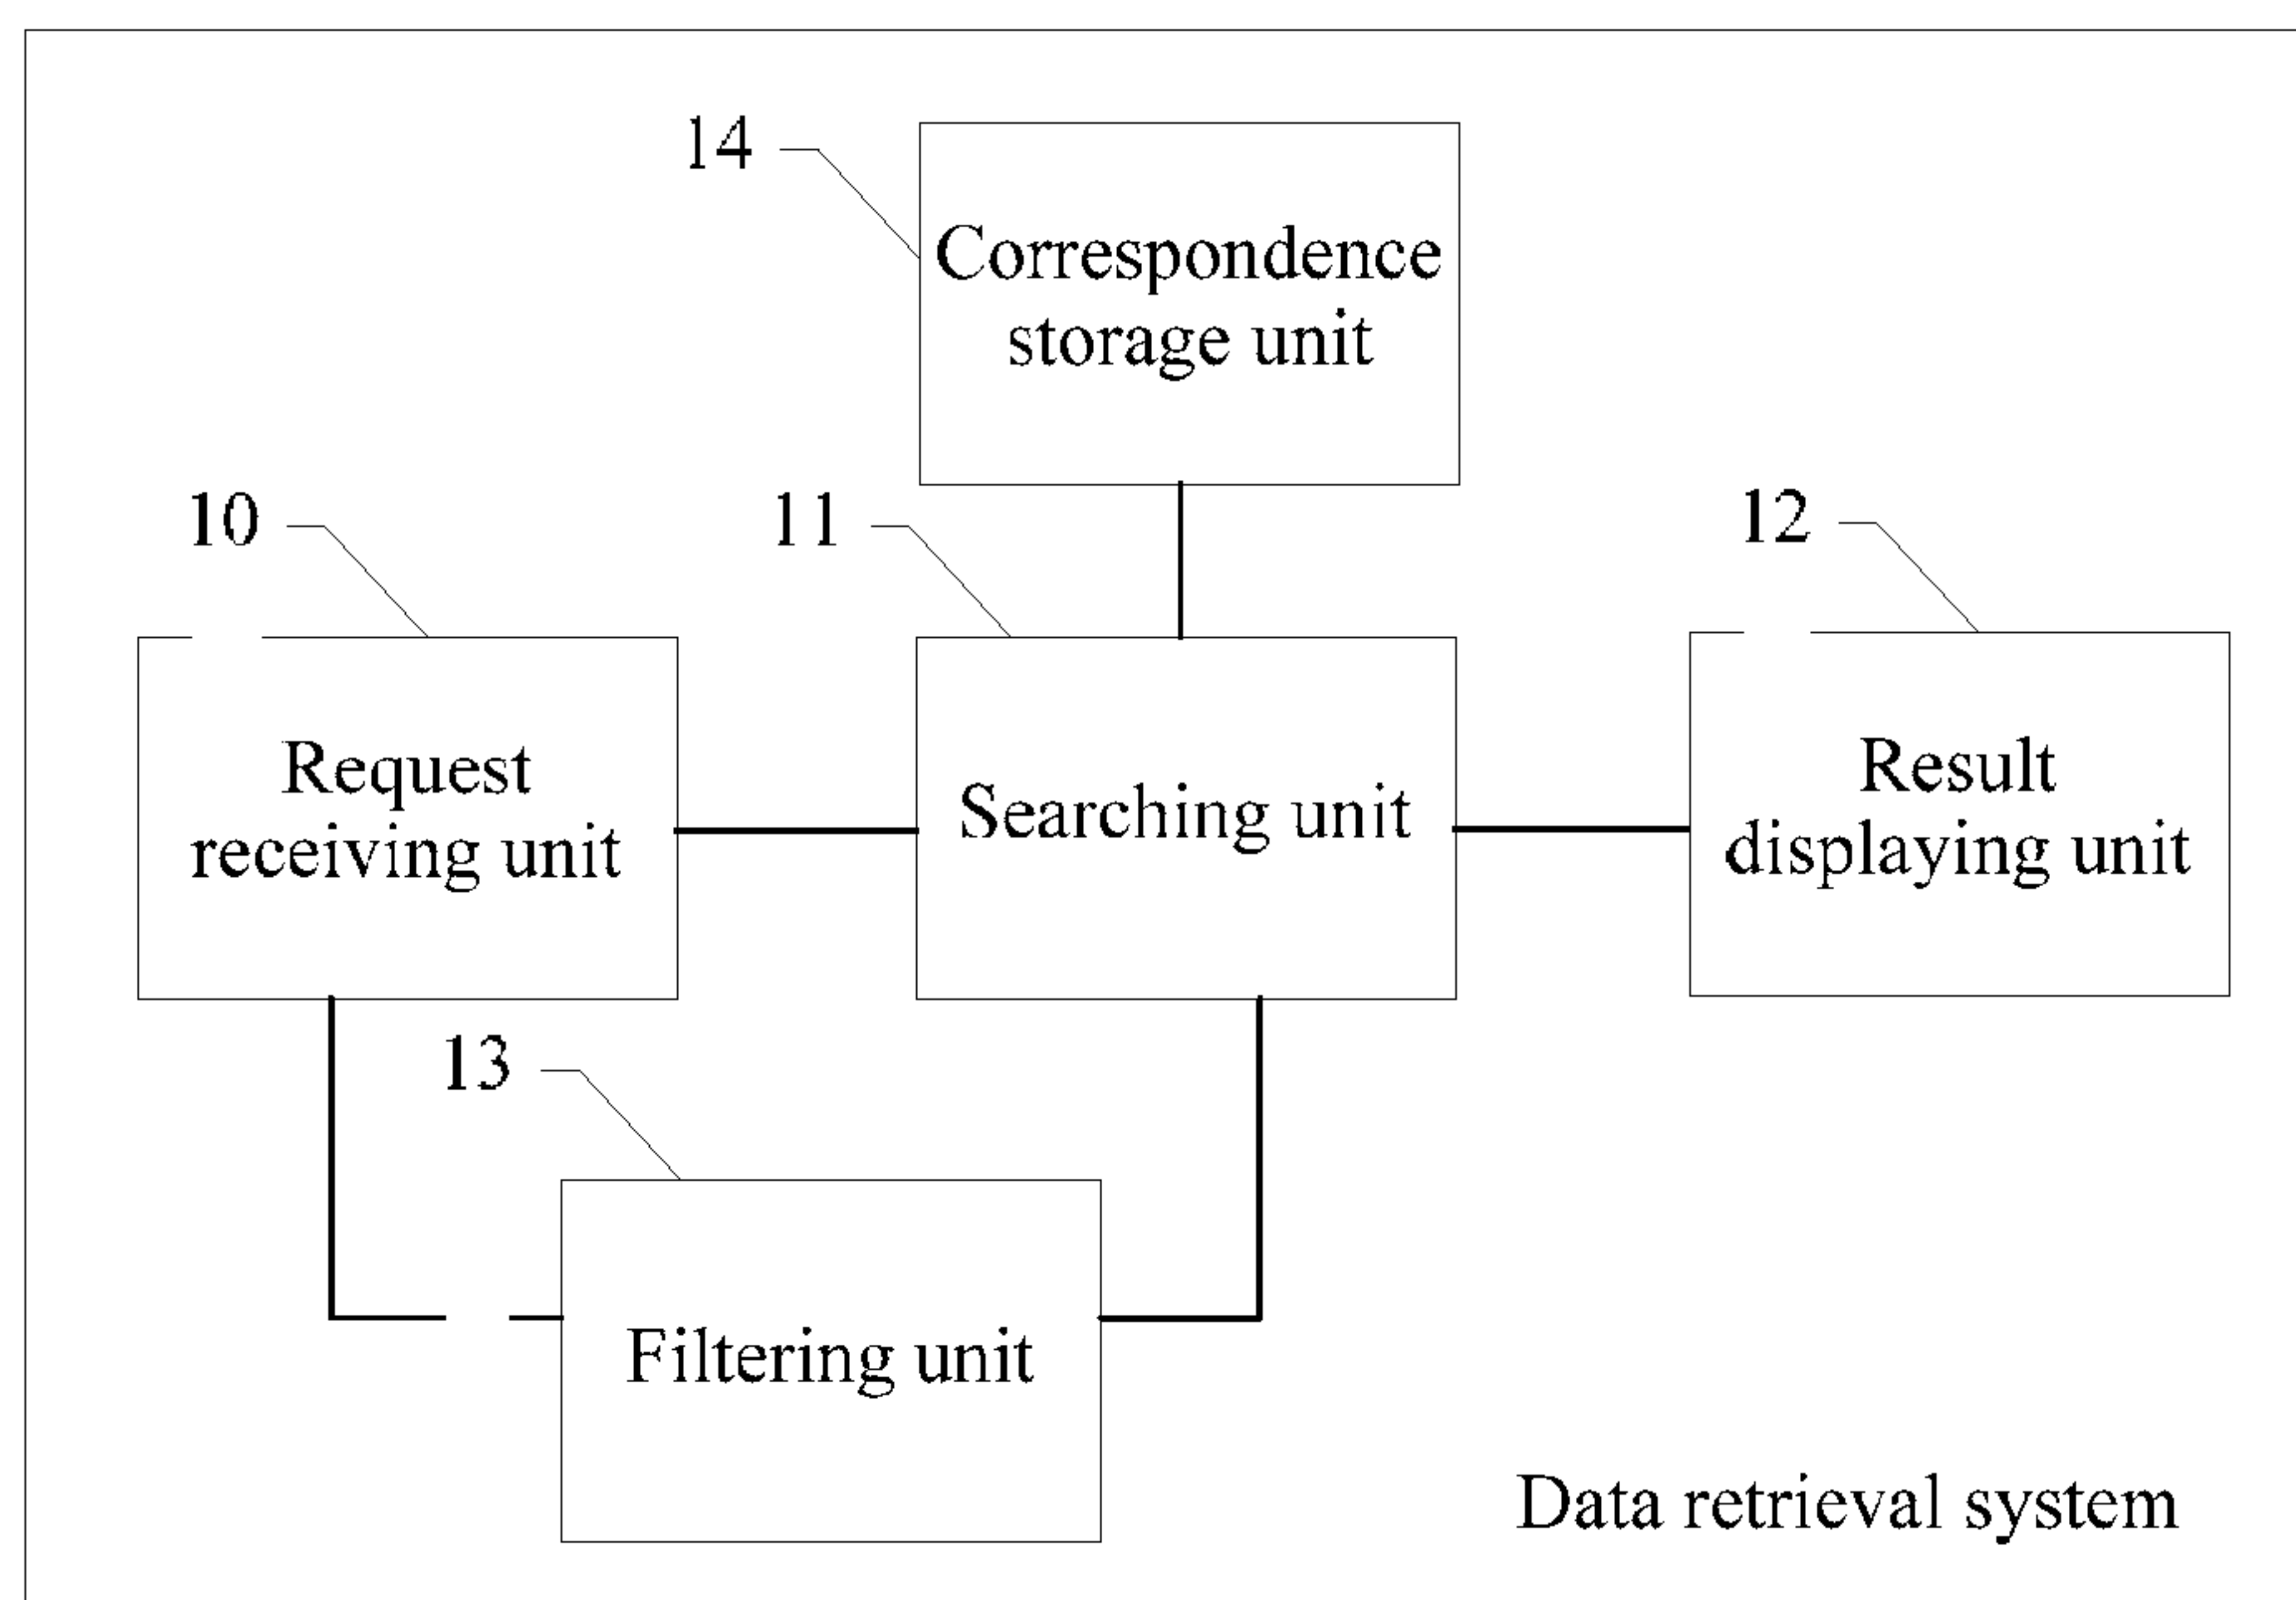 14
Correspondence
storage unit
10
11
12
Request
receiving unit
Searching unit
Result
displaying unit
13
Filtering unit
Data retrieval system